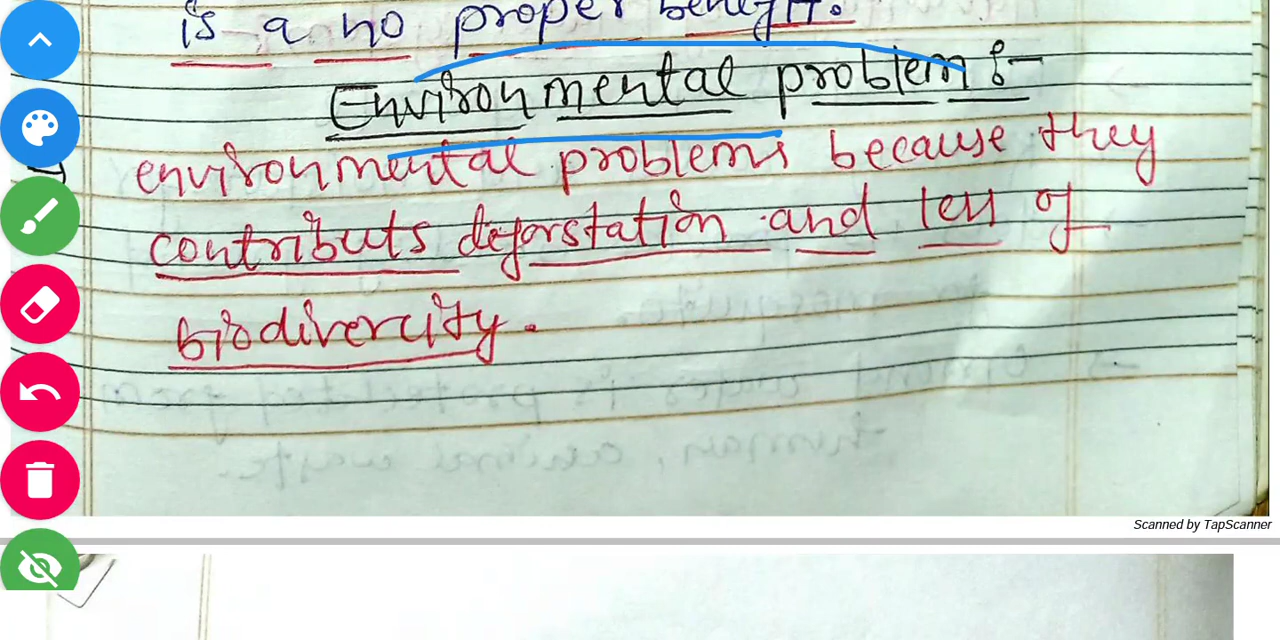 is a no proper benefit.
Environmental problem :-
environmental problems because they
contributs deforstation and less of
biodivercity.
Scanned by TapScanner